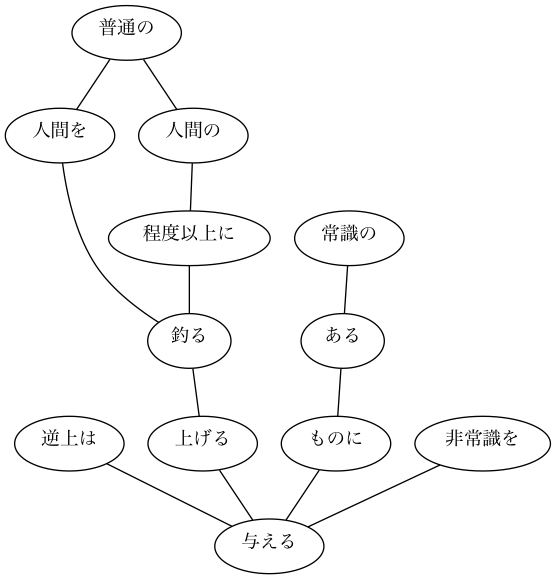 普通の
人間を
人間の
程度以上に
常識の
釣る
ある
逆上は
上げる
ものに
非常識を
与える